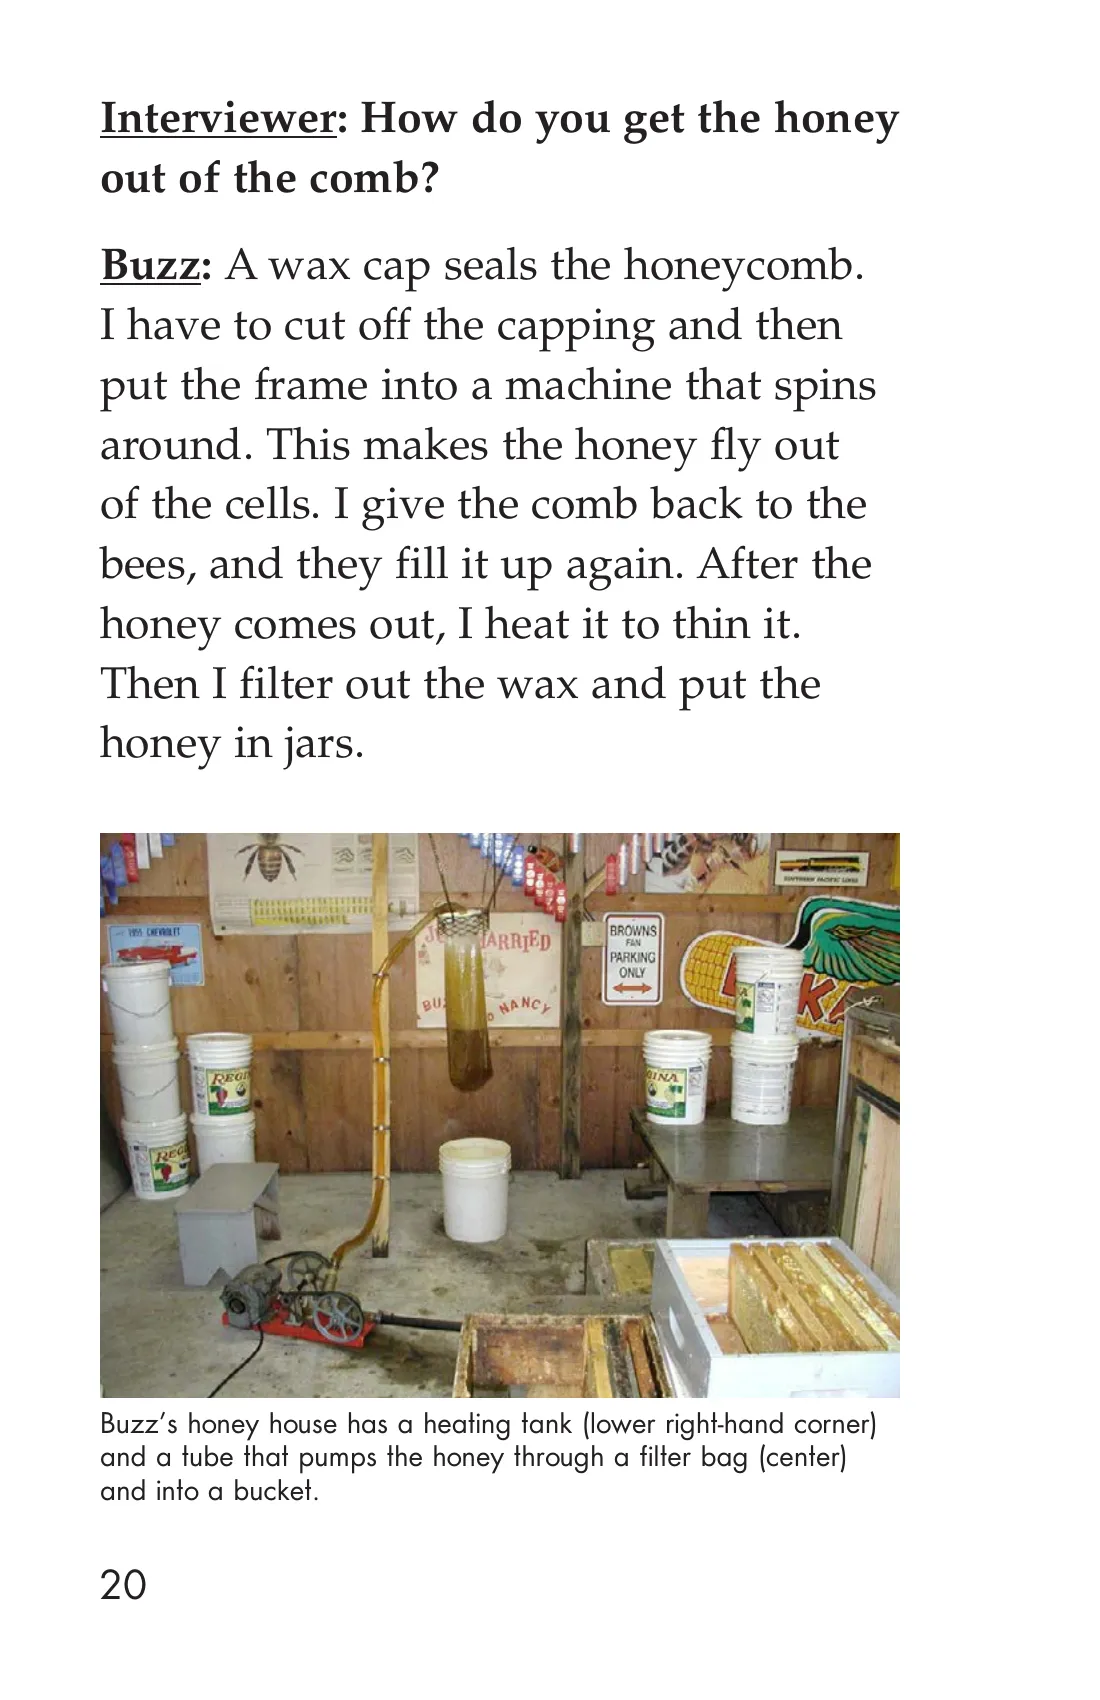 Interviewer: How do you get the honey
out of the comb?
Buzz: A wax cap seals the honeycomb.
I have to cut off the capping and then
put the frame into a machine that spins
around. This makes the honey fly out
of the cells. I give the comb back to the
bees, and they fill it up again. After the
honey comes out, I heat it to thin it.
Then I filter out the wax and put the
honey in jars.
1955 CHEVROLET
ARRIED
NANCY
BROWNS
FAN
PARKING
ONLY
SOUTHERN PACIFIC LINES
REGINA
Buzz's honey house has a heating tank (lower right-hand corner)
and a tube that pumps the honey through a filter bag (center)
and into a bucket.
20